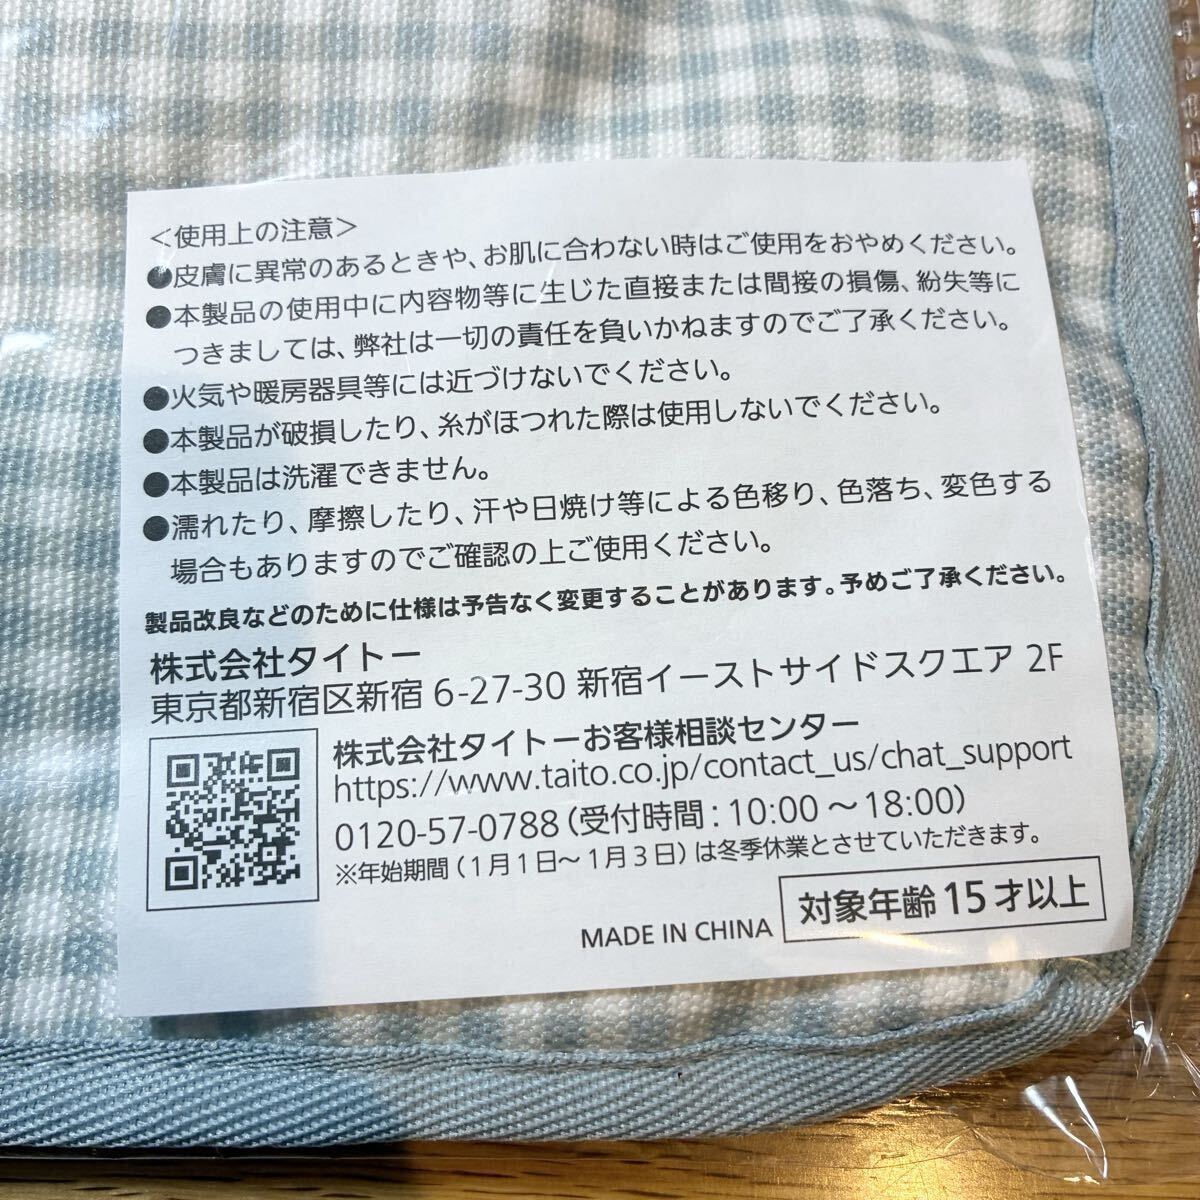 ＜使用上の注意＞
●皮膚に異常のあるときや、お肌に合わない時はご使用をおやめください。
●本製品の使用中に内容物等に生じた直接または間接の損傷、紛失等に
つきましては、弊社は一切の責任を負いかねますのでご了承ください。
●火気や暖房器具等には近づけないでください。
●本製品が破損したり、糸がほつれた際は使用しないでください。
●本製品は洗濯できません。
●濡れたり、摩擦したり、汗や日焼け等による色移り、色落ち、変色する
場合もありますのでご確認の上ご使用ください。
製品改良などのために仕様は予告なく変更することがあります。予めご了承ください。
株式会社タイトー
東京都新宿区新宿 6-27-30 新宿イーストサイドスクエア 2F
株式会社タイトーお客様相談センター
https://www.taito.co.jp/contact_us/chat_support
0120-57-0788（受付時間：10:00 ～18:00）
※年始期間（1月1日～1月3日）は冬季休業とさせていただきます。
対象年齢 15 才以上
MADE IN CHINA